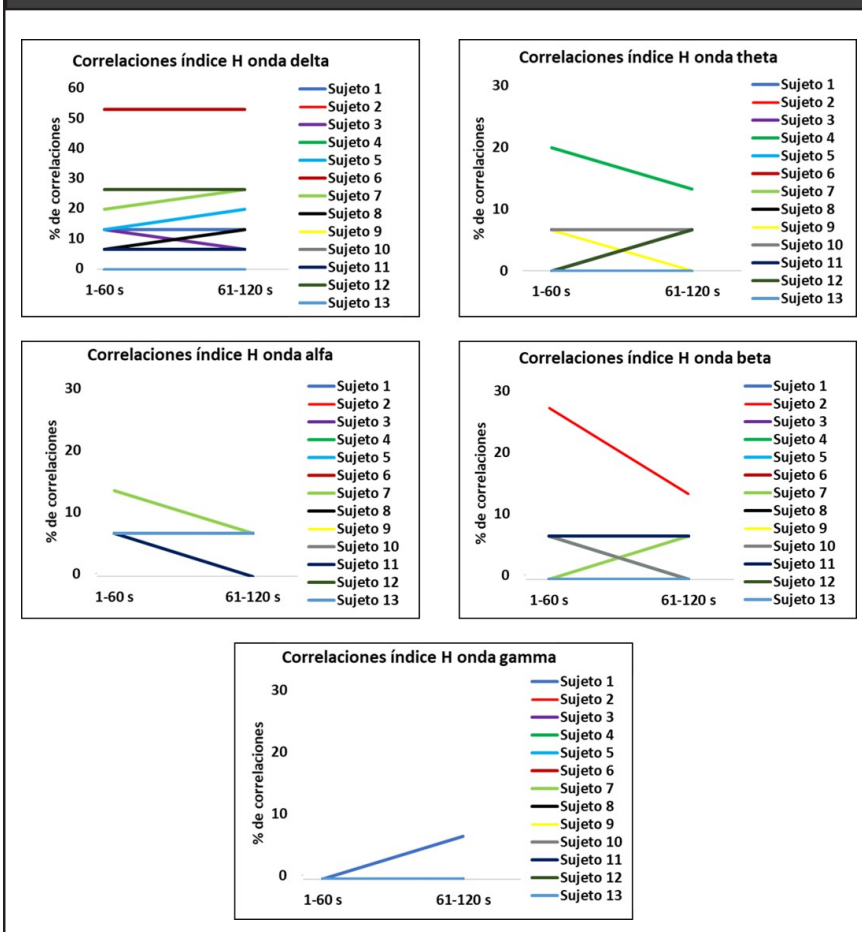 Correlaciones índice H onda delta
% de correlaciones
60
50
40
30
20
10
0
1-60 s
61-120 s
Sujeto 1
Sujeto 2
Sujeto 3
Sujeto 4
Sujeto 5
Sujeto 6
Sujeto 7
Sujeto 8
Sujeto 9
Sujeto 10
Sujeto 11
Sujeto 12
Sujeto 13
Correlaciones índice H onda theta
% de correlaciones
30
20
10
0
1-60 s
61-120 s
Sujeto 1
Sujeto 2
Sujeto 3
Sujeto 4
Sujeto 5
Sujeto 6
Sujeto 7
Sujeto 8
Sujeto 9
Sujeto 10
Sujeto 11
Sujeto 12
Sujeto 13
Correlaciones índice H onda alfa
% de correlaciones
30
20
10
0
1-60 s
61-120 s
Sujeto 1
Sujeto 2
Sujeto 3
Sujeto 4
Sujeto 5
Sujeto 6
Sujeto 7
Sujeto 8
Sujeto 9
Sujeto 10
Sujeto 11
Sujeto 12
Sujeto 13
Correlaciones índice H onda beta
% de correlaciones
30
20
10
0
1-60 s
61-120 s
Sujeto 1
Sujeto 2
Sujeto 3
Sujeto 4
Sujeto 5
Sujeto 6
Sujeto 7
Sujeto 8
Sujeto 9
Sujeto 10
Sujeto 11
Sujeto 12
Sujeto 13
Correlaciones índice H onda gamma
% de correlaciones
30
20
10
0
1-60 s
61-120 s
Sujeto 1
Sujeto 2
Sujeto 3
Sujeto 4
Sujeto 5
Sujeto 6
Sujeto 7
Sujeto 8
Sujeto 9
Sujeto 10
Sujeto 11
Sujeto 12
Sujeto 13